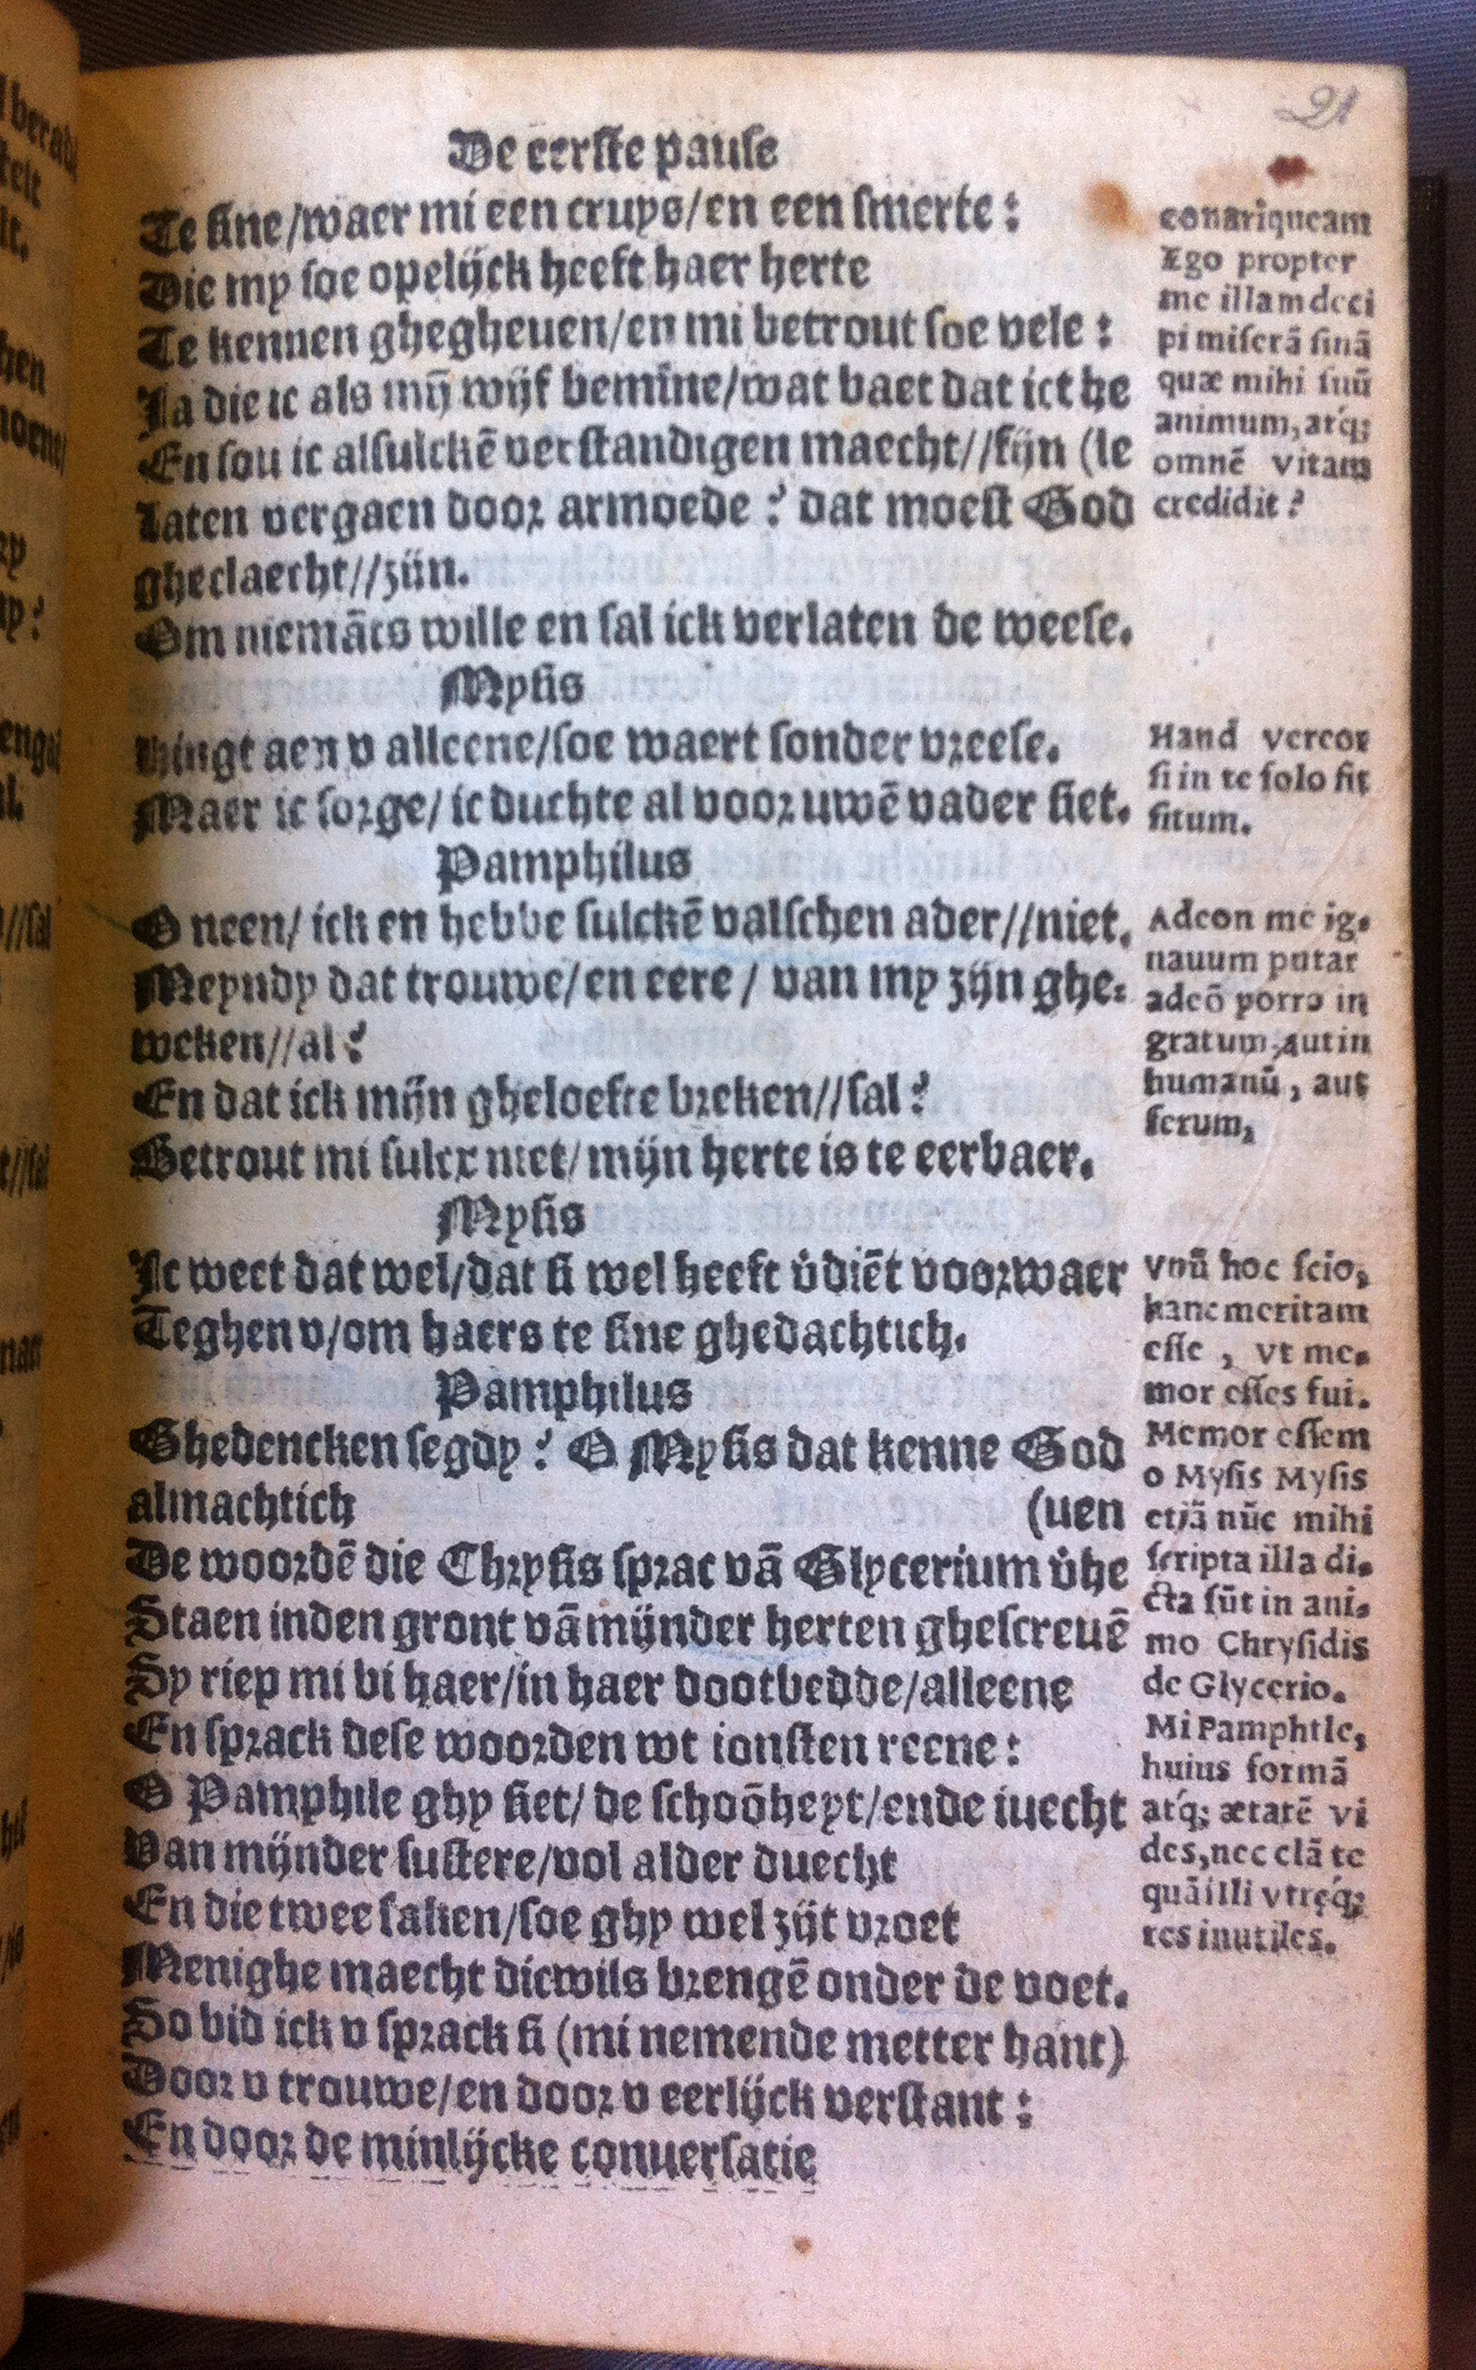 21
De eerste pause
Te sine/waer mi een cruys/en een smerte:
Die my soe opelijck heeft haer herte
Te kennen ghegheuen/en mi betrout soe vele:
Ja die ic als mijn wijf bemine/wat baet dat ict he
En sou ic alsulckē verstandigen maecht//sijn (le
Laten vergaen door armoede? dat moest God
gheclaecht//zijn.
Om niemāts wille en sal ick verlaten de weese.
Mysis
hingt aen v alleene/soe waert sonder vreese.
Maer ic sorge/ic duchte al voor uwē vader siet.
Pamphilus
O neen/ick en hebbe sulckē valschen ader//niet.
Meyndy dat trouwe/en eere/van my zijn ghe-
weken//al?
En dat ick mijn gheloefte breken//sal?
Betrout mi sulcx niet/mijn herte is te eerbaer.
Mysis
Ic weet dat wel/dat si wel heeft v̉diēt voorwaer
Teghen v/om haers te sine ghedachtich.
Pamphilus
Ghedencken segdy? O Mysis dat kenne God
almachtich (uen
De woordē die Chrysis sprac vā Glycerium v̉he
Staen inden gront vā mijnder herten ghescreuē
Sy riep mi bi haer/in haer dootbedde/alleene
En sprack dese woorden wt ionsten reene:
O Pamphile ghy siet/de schoōheyt/ende iuecht
Van mijnder sustere/vol alder duecht
En die twee saken/soe ghy wel zijt vroet
Menighe maecht dicwils brengē onder de voet.
So bid ick v sprack si (mi nemende metter hant)
Door v trouwe/en door v eerlijck verstant:
En door de minlijcke conuersatie
conariqueam
Ego propter
me illam deci
pi miserā sinā
quæ mihi suū
animum, atq́;
omnē vitam
credidit?
Haud vereor
si in te solo sit
situm.
Adeon me ig-
nauum putat
adeō porro in
gratum, aut in
humanū, aut
ferum,
Vnū hoc scio,
hanc meritam
esse, vt me-
mor esses sui.
Memor essem
o Mysis Mysis
etiā nūc mihi
scripta illa di-
cta sūt in ani-
mo Chrysidis
de Glycerio.
Mi Pamphile,
huius formā
atq́; ætatē vi
des, nec clā te
quā illi vtręq́;
res inutiles.